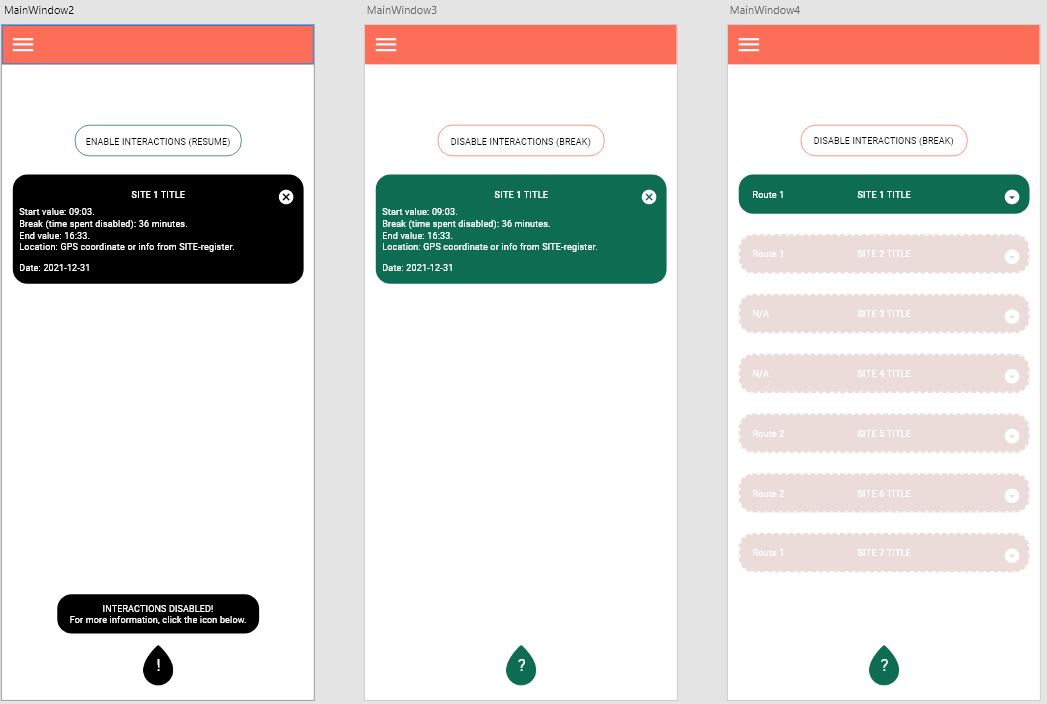 MainWindow2
ENABLE INTERACTIONS (RESUME)
SITE 1 TITLE
Start value: 09:03.
Break (time spent disabled): 36 minutes.
End value: 16:33.
Location: GPS coordinate or info from SITE-register.
Date: 2021-12-31
INTERACTIONS DISABLED!
For more information, click the icon below.
!
MainWindow3
DISABLE INTERACTIONS (BREAK)
SITE 1 TITLE
Start value: 09:03.
Break (time spent disabled): 36 minutes.
End value: 16:33.
Location: GPS coordinate or info from SITE-register.
Date: 2021-12-31
?
MainWindow4
DISABLE INTERACTIONS (BREAK)
Route 1 SITE 1 TITLE
Route 1 SITE 2 TITLE
N/A SITE 3 TITLE
N/A SITE 4 TITLE
Route 2 SITE 5 TITLE
Route 2 SITE 6 TITLE
Route 1 SITE 7 TITLE
?